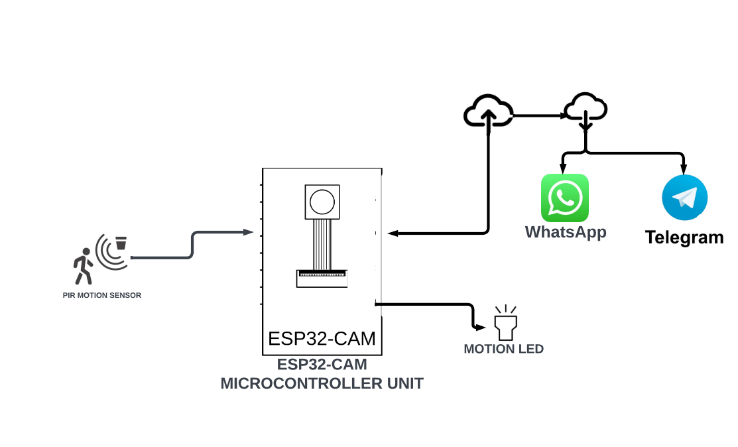 WhatsApp
Telegram
PIR MOTION SENSOR
ESP32-CAM
MOTION LED
ESP32-CAM
MICROCONTROLLER UNIT